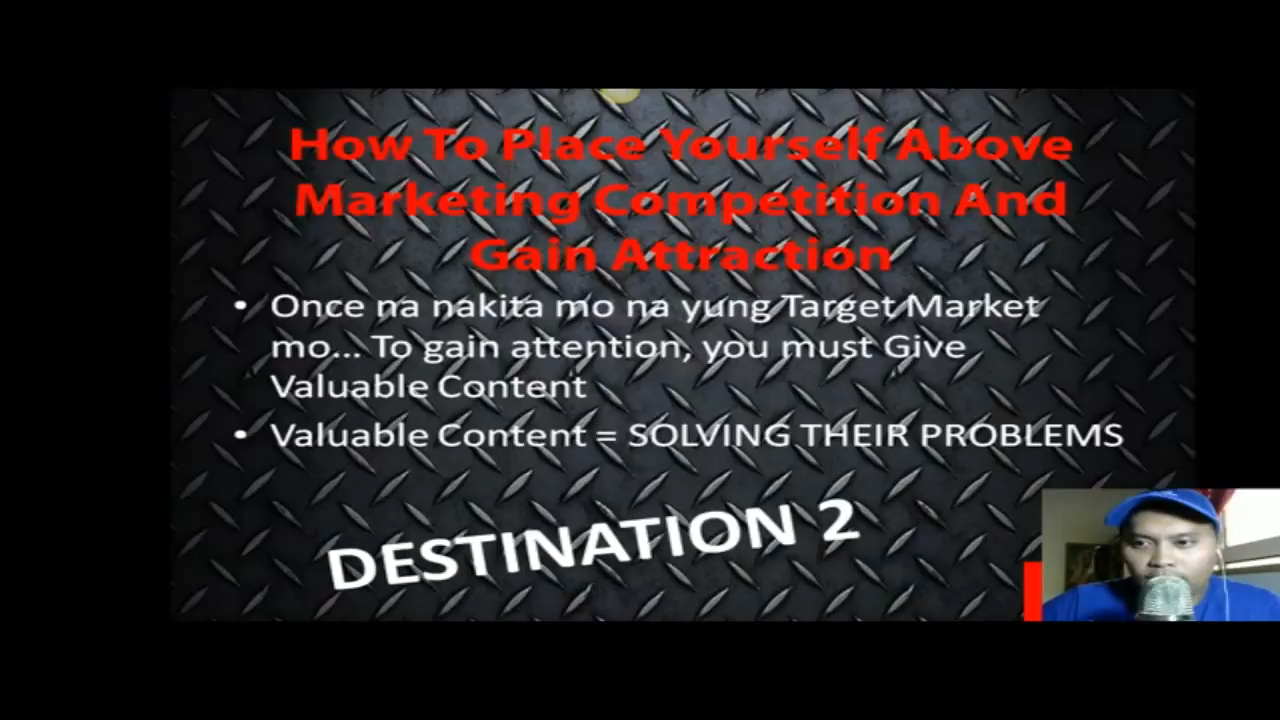 How To Place Yourself Above
Marketing Competition And
Gain Attraction
• Once na nakita mo na yung Target Market
mo... To gain attention, you must Give
Valuable Content
• Valuable Content = SOLVING THEIR PROBLEMS
DESTINATION 2